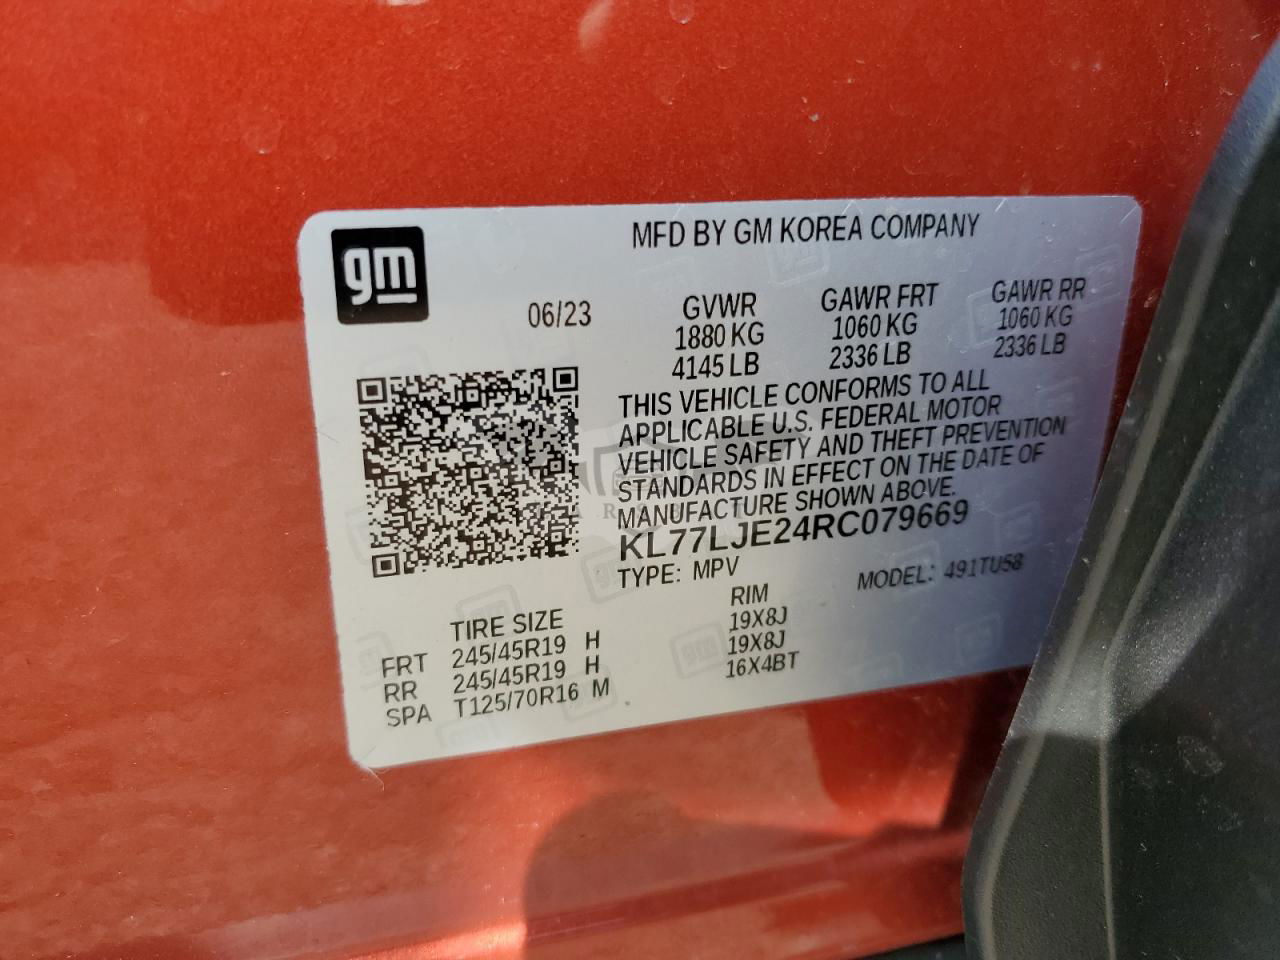 gm
MFD BY GM KOREA COMPANY
06/23
GVWR GAWR FRT GAWR RR
1880 KG 1060 KG 1060 KG
4145 LB 2336 LB 2336 LB
THIS VEHICLE CONFORMS TO ALL
APPLICABLE U.S. FEDERAL MOTOR
VEHICLE SAFETY AND THEFT PREVENTION
STANDARDS IN EFFECT ON THE DATE OF
MANUFACTURE SHOWN ABOVE.
KL77LJE24RC079669
TYPE: MPV MODEL: 491TU58
TIRE SIZE RIM
FRT 245/45R19 H 19X8J
RR 245/45R19 H 19X8J
SPA T125/70R16 M 16X4BT